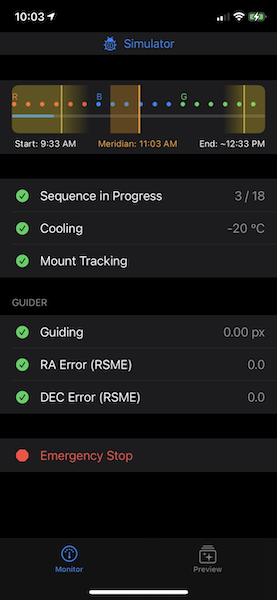 10:03
Simulator
R B G
Start: 9:33 AM Meridian: 11:03 AM End: ~12:33 PM
Sequence in Progress 3 / 18
Cooling -20 °C
Mount Tracking
GUIDER
Guiding 0.00 px
RA Error (RSME) 0.0
DEC Error (RSME) 0.0
Emergency Stop
Monitor Preview